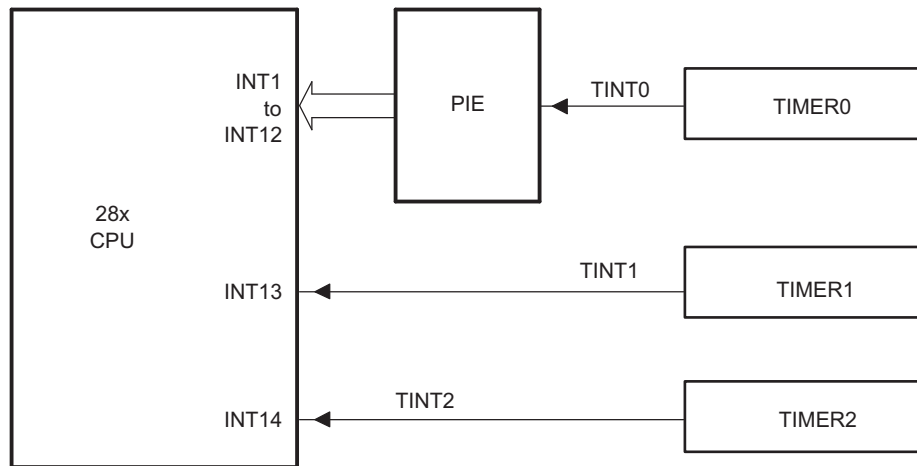 INT1
to
INT12
PIE
TINT0
TIMER0
28x
CPU
INT13
TINT1
TIMER1
INT14
TINT2
TIMER2